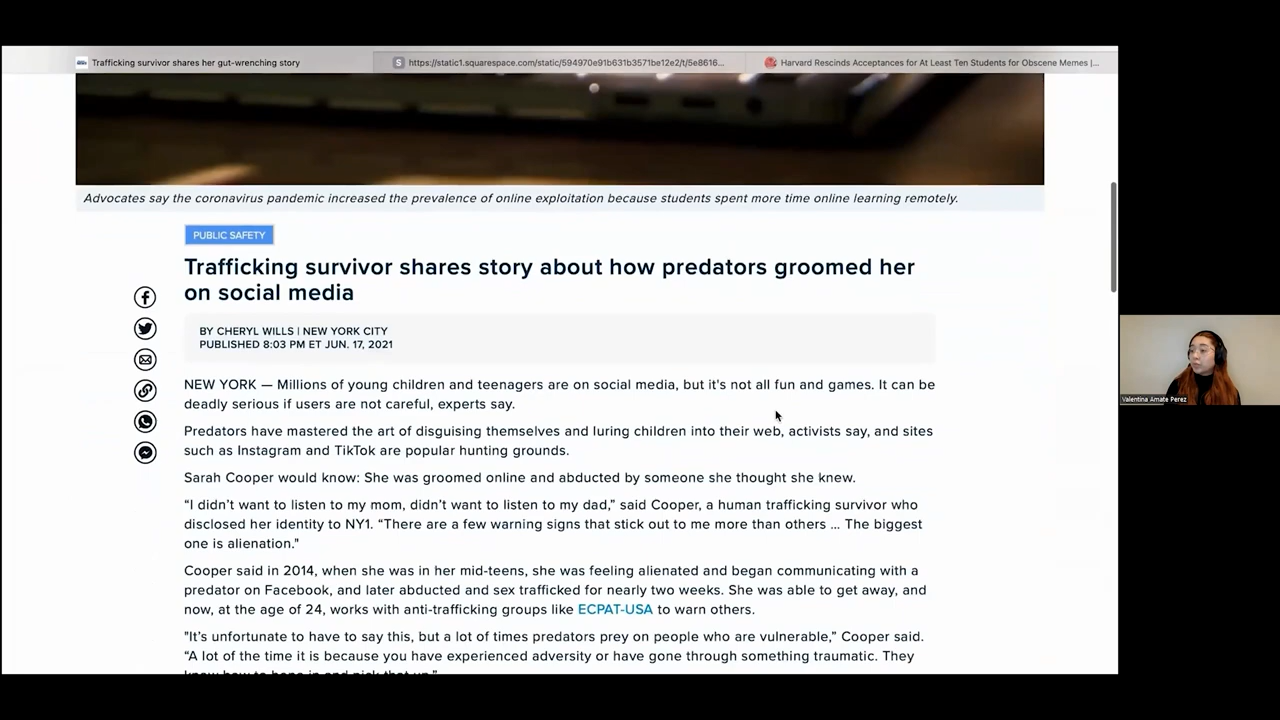 Trafficking survivor shares her gut-wrenching story
S https://static1.squarespace.com/static/594970e91b631b3571be12e2/t/5e8616...
Harvard Rescinds Acceptances for At Least Ten Students for Obscene Memes |...
Advocates say the coronavirus pandemic increased the prevalence of online exploitation because students spent more time online learning remotely.
PUBLIC SAFETY
Trafficking survivor shares story about how predators groomed her
on social media
BY CHERYL WILLS | NEW YORK CITY
PUBLISHED 8:03 PM ET JUN. 17, 2021
NEW YORK — Millions of young children and teenagers are on social media, but it's not all fun and games. It can be
deadly serious if users are not careful, experts say.
Predators have mastered the art of disguising themselves and luring children into their web, activists say, and sites
such as Instagram and TikTok are popular hunting grounds.
Sarah Cooper would know: She was groomed online and abducted by someone she thought she knew.
“I didn’t want to listen to my mom, didn’t want to listen to my dad,” said Cooper, a human trafficking survivor who
disclosed her identity to NY1. “There are a few warning signs that stick out to me more than others … The biggest
one is alienation."
Cooper said in 2014, when she was in her mid-teens, she was feeling alienated and began communicating with a
predator on Facebook, and later abducted and sex trafficked for nearly two weeks. She was able to get away, and
now, at the age of 24, works with anti-trafficking groups like ECPAT-USA to warn others.
"It’s unfortunate to have to say this, but a lot of times predators prey on people who are vulnerable,” Cooper said.
“A lot of the time it is because you have experienced adversity or have gone through something traumatic. They
know how to hone in and pick that up.”
Valentina Amate Perez